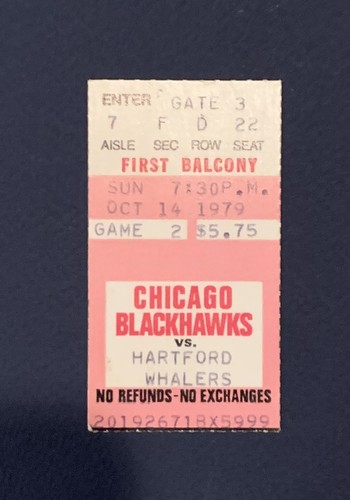 ENTER GATE 3
7 F D 22
AISLE SEC ROW SEAT
FIRST BALCONY
SUN 7:30P.M.
OCT 14 1979
GAME 2 $5.75
CHICAGO
BLACKHAWKS
VS.
HARTFORD
WHALERS
NO REFUNDS-NO EXCHANGES
20192671BX5999